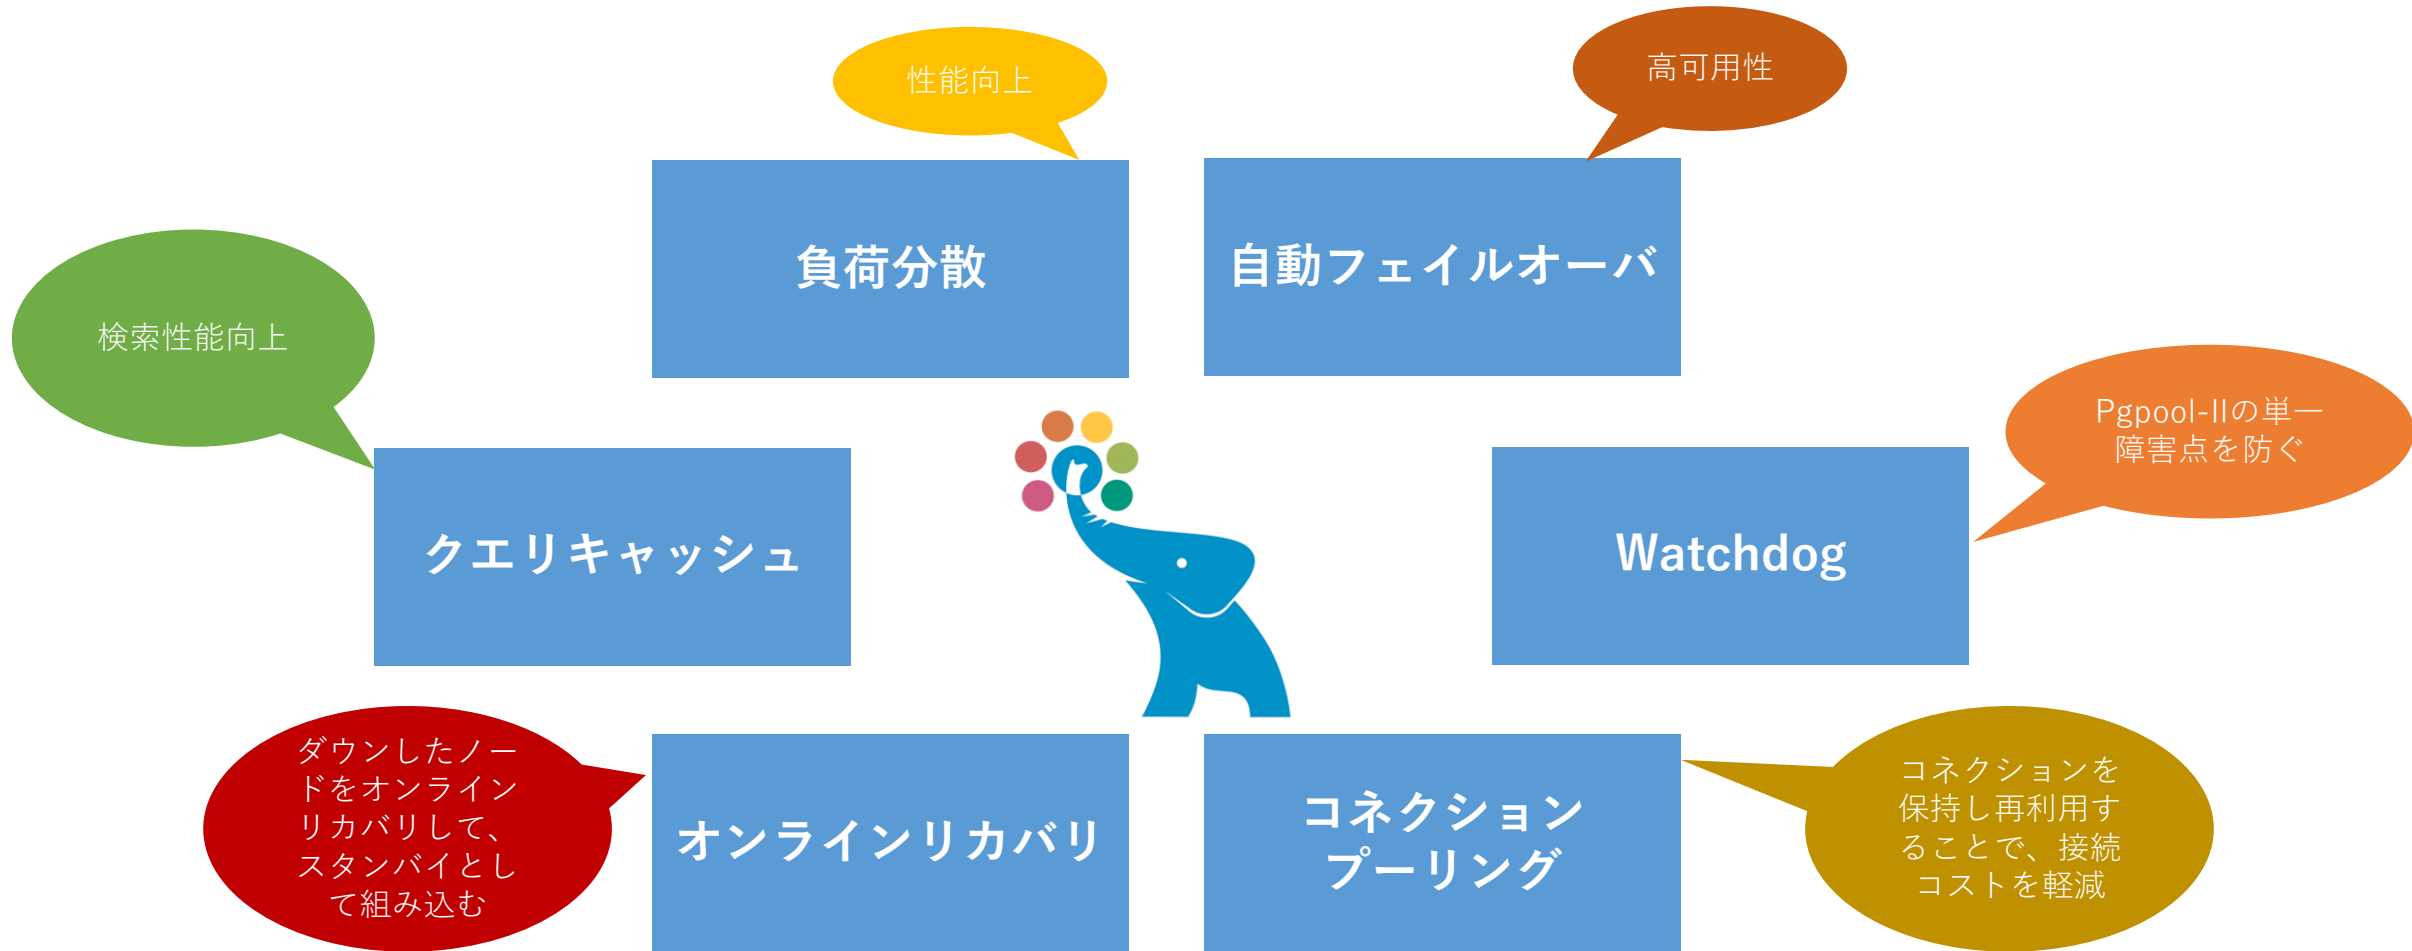 性能向上
高可用性
負荷分散
自動フェイルオーバ
検索性能向上
Pgpool-IIの単一
障害点を防ぐ
クエリキャッシュ
Watchdog
ダウンしたノー
ドをオンライン
リカバリして、
スタンバイとし
て組み込む
オンラインリカバリ
コネクション
プーリング
コネクションを
保持し再利用す
ることで、接続
コストを軽減